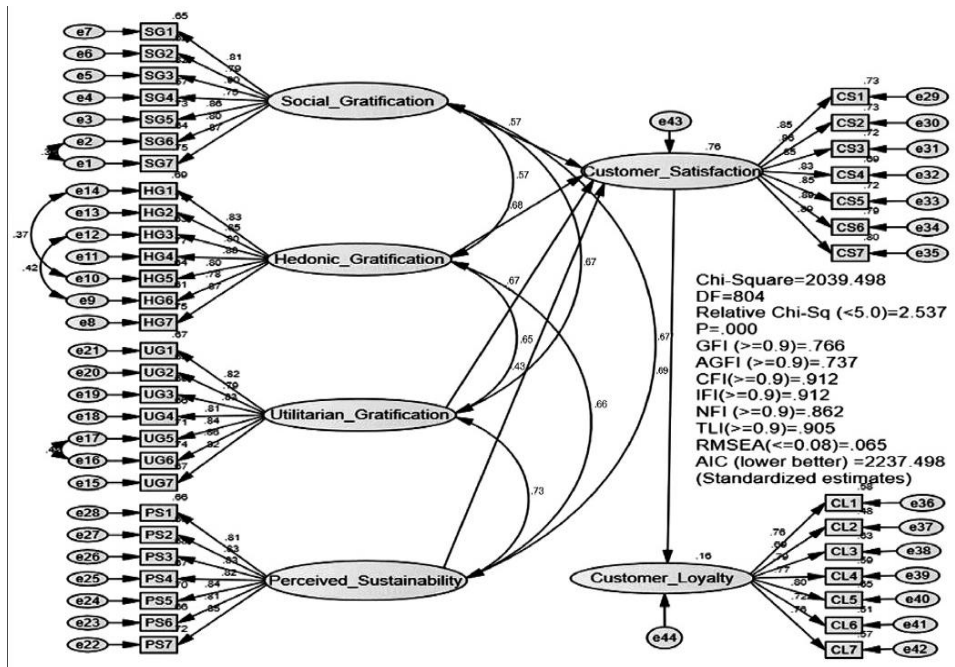 e7 SG1 .65
e6 SG2
e5 SG3
e4 SG4
e3 SG5
e2 SG6
e1 SG7
.81
.79
.75
.86
.80
.87
Social_Gratification
e14 HG1 .69
e13 HG2
e12 HG3
e11 HG4
e10 HG5
e9 HG6
e8 HG7
.37
.42
.83
.85
.80
.80
.78
.87
Hedonic_Gratification
e21 UG1 .67
e20 UG2
e19 UG3
e18 UG4
e17 UG5
e16 UG6
e15 UG7
.82
.79
.83
.81
.84
.82
Utilitarian_Gratification
e28 PS1 .66
e27 PS2
e26 PS3
e25 PS4
e24 PS5
e23 PS6
e22 PS7
.81
.83
.83
.82
.84
.81
.85
Perceived_Sustainability
.57
.57
.68
.67
.67
.65
.43
.67
.69
.66
.73
e43
.76
Customer_Satisfaction
.85
.85
.83
.85
.89
.89
.73
CS1 e29
.73
CS2 e30
.72
CS3 e31
.69
CS4 e32
.72
CS5 e33
.79
CS6 e34
.80
CS7 e35
Chi-Square=2039.498
DF=804
Relative Chi-Sq (<5.0)=2.537
P=.000
GFI (>=0.9)=.766
AGFI (>=0.9)=.737
CFI(>=0.9)=.912
IFI(>=0.9)=.912
NFI (>=0.9)=.862
TLI(>=0.9)=.905
RMSEA(<=0.08)=.065
AIC (lower better) =2237.498
(Standardized estimates)
.16
Customer_Loyalty
e44
.76
.69
.79
.77
.80
.72
.76
.58
CL1 e36
.48
CL2 e37
.63
CL3 e38
.59
CL4 e39
.65
CL5 e40
.51
CL6 e41
.57
CL7 e42